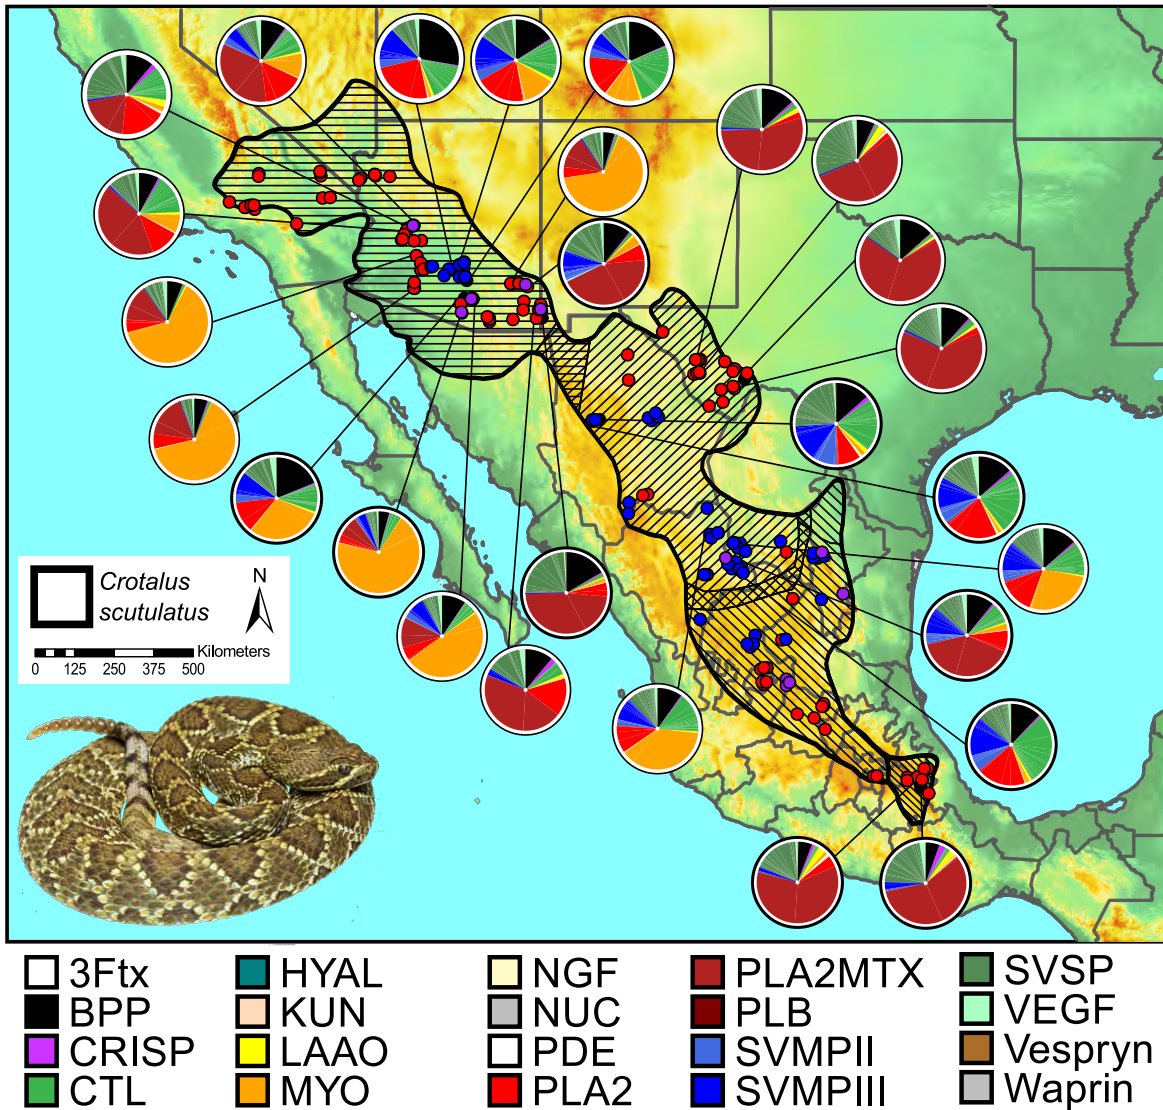 Crotalus
scutulatus
N
Kilometers
0 125 250 375 500
3Ftx HYAL NGF PLA2MTX SVSP
BPP KUN NUC PLB VEGF
CRISP LAAO PDE SVMPII Vespryn
CTL MYO PLA2 SVMPIII Waprin